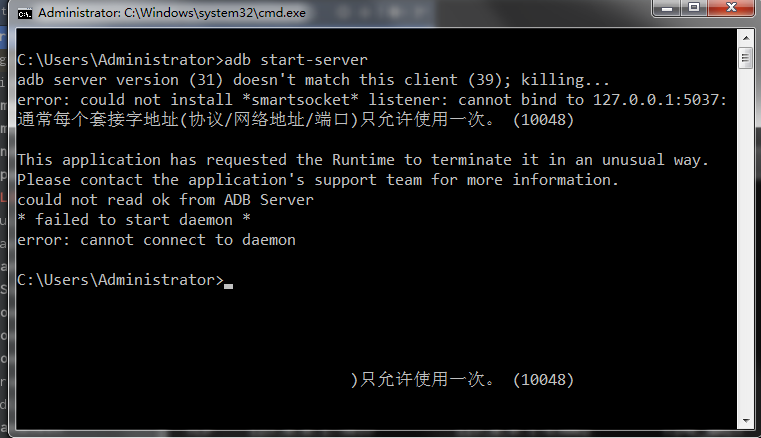 Administrator: C:\Windows\system32\cmd.exe
C:\Users\Administrator>adb start-server
adb server version (31) doesn't match this client (39); killing...
error: could not install *smartsocket* listener: cannot bind to 127.0.0.1:5037:
通常每个套接字地址(协议/网络地址/端口)只允许使用一次。 (10048)
This application has requested the Runtime to terminate it in an unusual way.
Please contact the application's support team for more information.
could not read ok from ADB Server
* failed to start daemon *
error: cannot connect to daemon
C:\Users\Administrator>_
)只允许使用一次。 (10048)